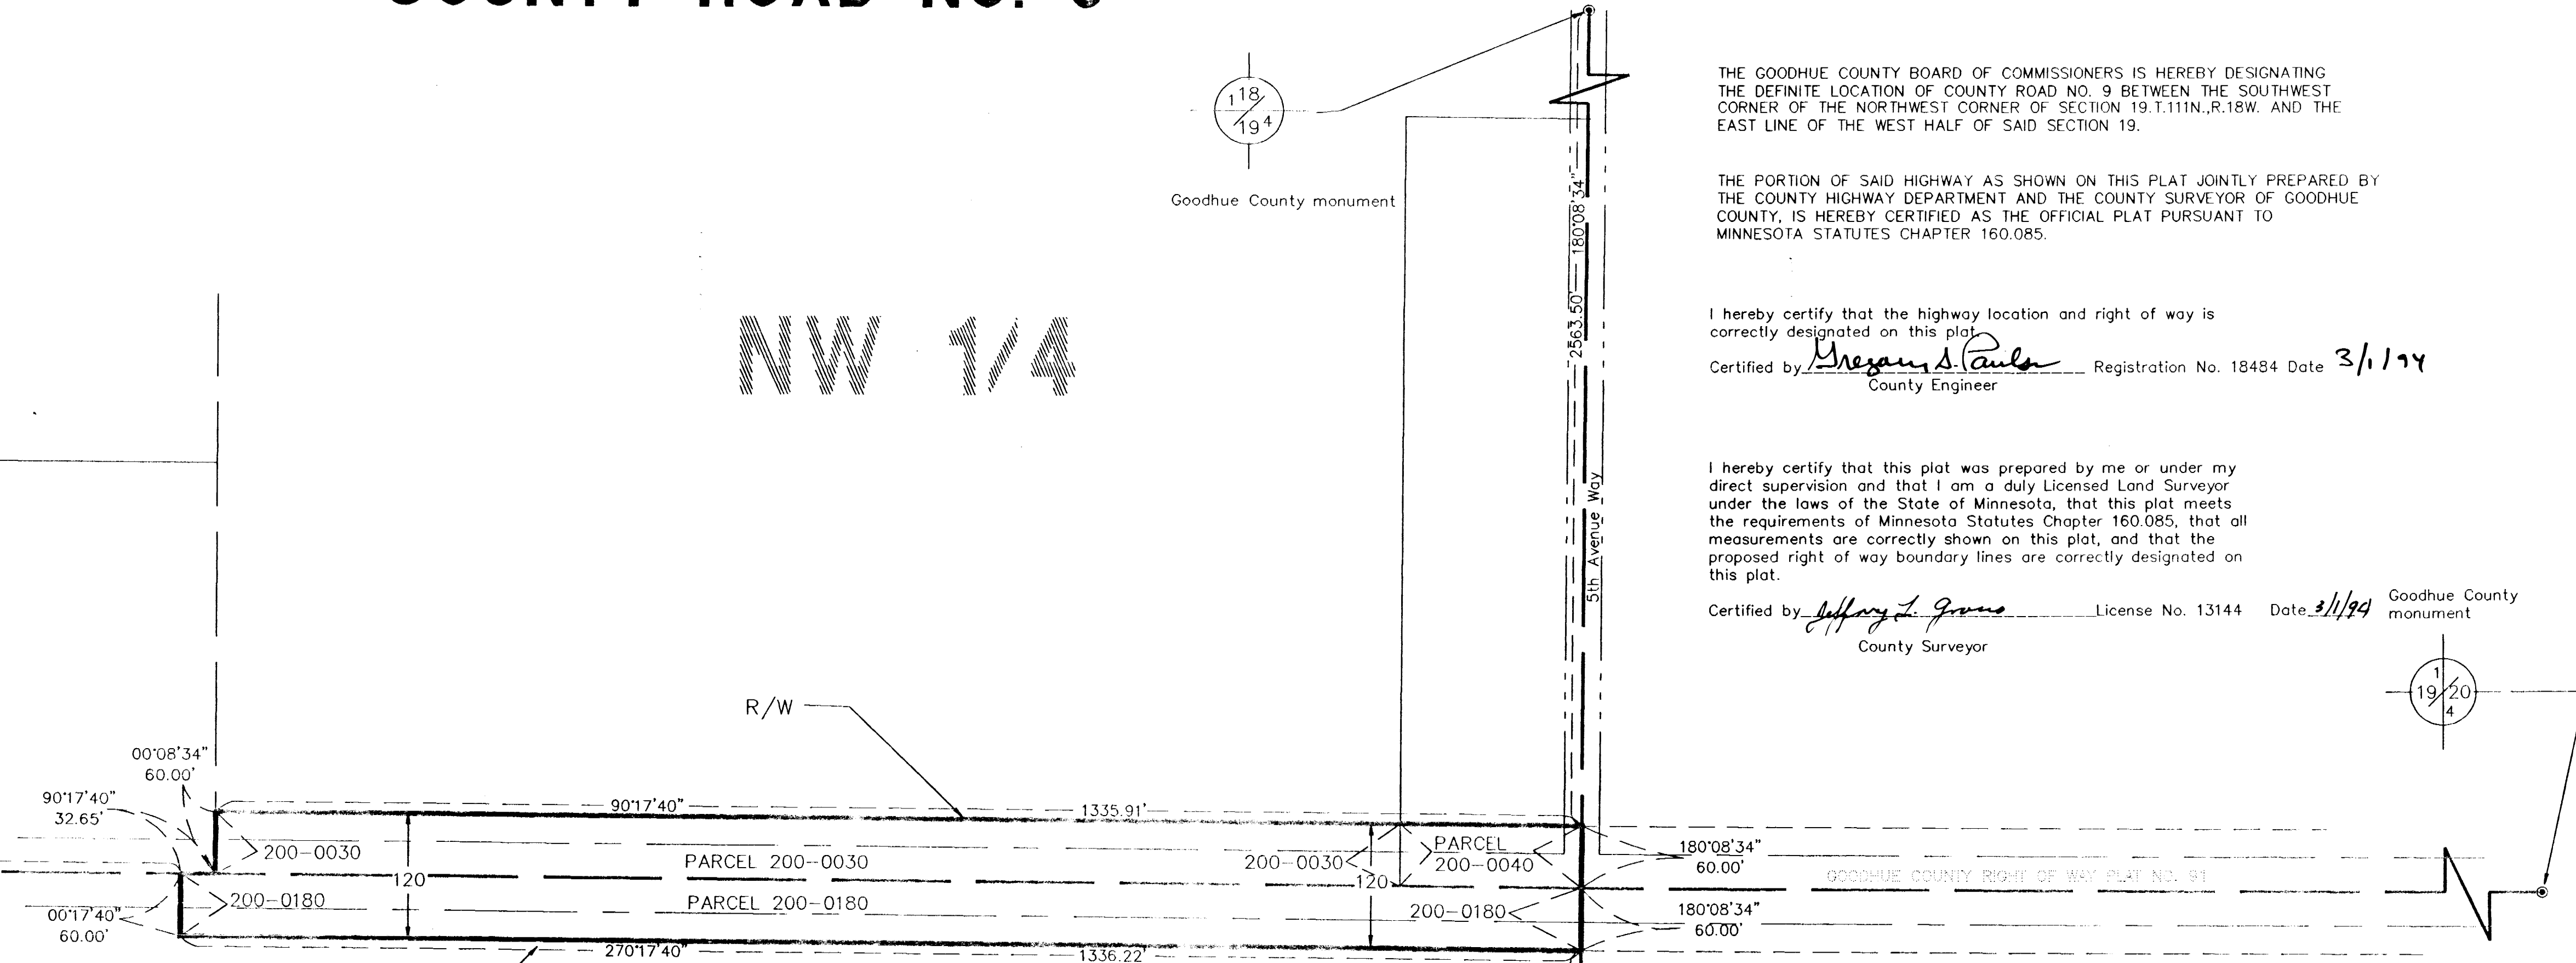 COUNTY ROAD NO. 9
1 18
19 4
Goodhue County monument
THE GOODHUE COUNTY BOARD OF COMMISSIONERS IS HEREBY DESIGNATING
THE DEFINITE LOCATION OF COUNTY ROAD NO. 9 BETWEEN THE SOUTHWEST
CORNER OF THE NORTHWEST CORNER OF SECTION 19.T.111N.,R.18W. AND THE
EAST LINE OF THE WEST HALF OF SAID SECTION 19.
THE PORTION OF SAID HIGHWAY AS SHOWN ON THIS PLAT JOINTLY PREPARED BY
THE COUNTY HIGHWAY DEPARTMENT AND THE COUNTY SURVEYOR OF GOODHUE
COUNTY, IS HEREBY CERTIFIED AS THE OFFICIAL PLAT PURSUANT TO
MINNESOTA STATUTES CHAPTER 160.085.
I hereby certify that the highway location and right of way is
correctly designated on this plat.
Certified by Gregory S. Paulson Registration No. 18484 Date 3/1/94
County Engineer
I hereby certify that this plat was prepared by me or under my
direct supervision and that I am a duly Licensed Land Surveyor
under the laws of the State of Minnesota, that this plat meets
the requirements of Minnesota Statutes Chapter 160.085, that all
measurements are correctly shown on this plat, and that the
proposed right of way boundary lines are correctly designated on
this plat.
Certified by Jeffrey L. License No. 13144 Date 3/1/94
County Surveyor
Goodhue County
monument
1
19/20
4
2563.50' 180°08'34"
5th Avenue Way
NW 1/4
R/W
00°08'34"
60.00'
90°17'40"
32.65'
90°17'40" 1335.91'
200-0030
PARCEL 200-0030
200-0030
PARCEL
200-0040
180°08'34"
60.00'
120
120
GOODHUE COUNTY RIGHT OF WAY PLAT NO. 91
200-0180
PARCEL 200-0180
200-0180
180°08'34"
60.00'
00°17'40"
60.00'
270°17'40" 1336.22'